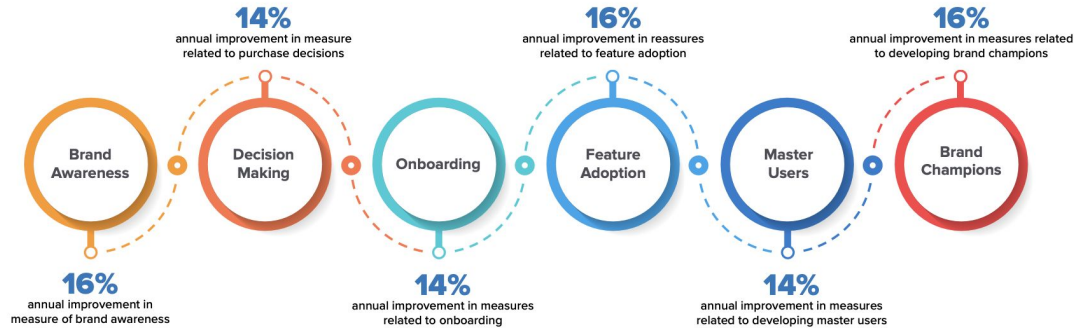 14%
annual improvement in measure
related to purchase decisions
16%
annual improvement in reassures
related to feature adoption
16%
annual improvement in measures related
to developing brand champions
Brand
Awareness
Decision
Making
Onboarding
Feature
Adoption
Master
Users
Brand
Champions
16%
annual improvement in
measure of brand awareness
14%
annual improvement in measures
related to onboarding
14%
annual improvement in measures
related to developing master users